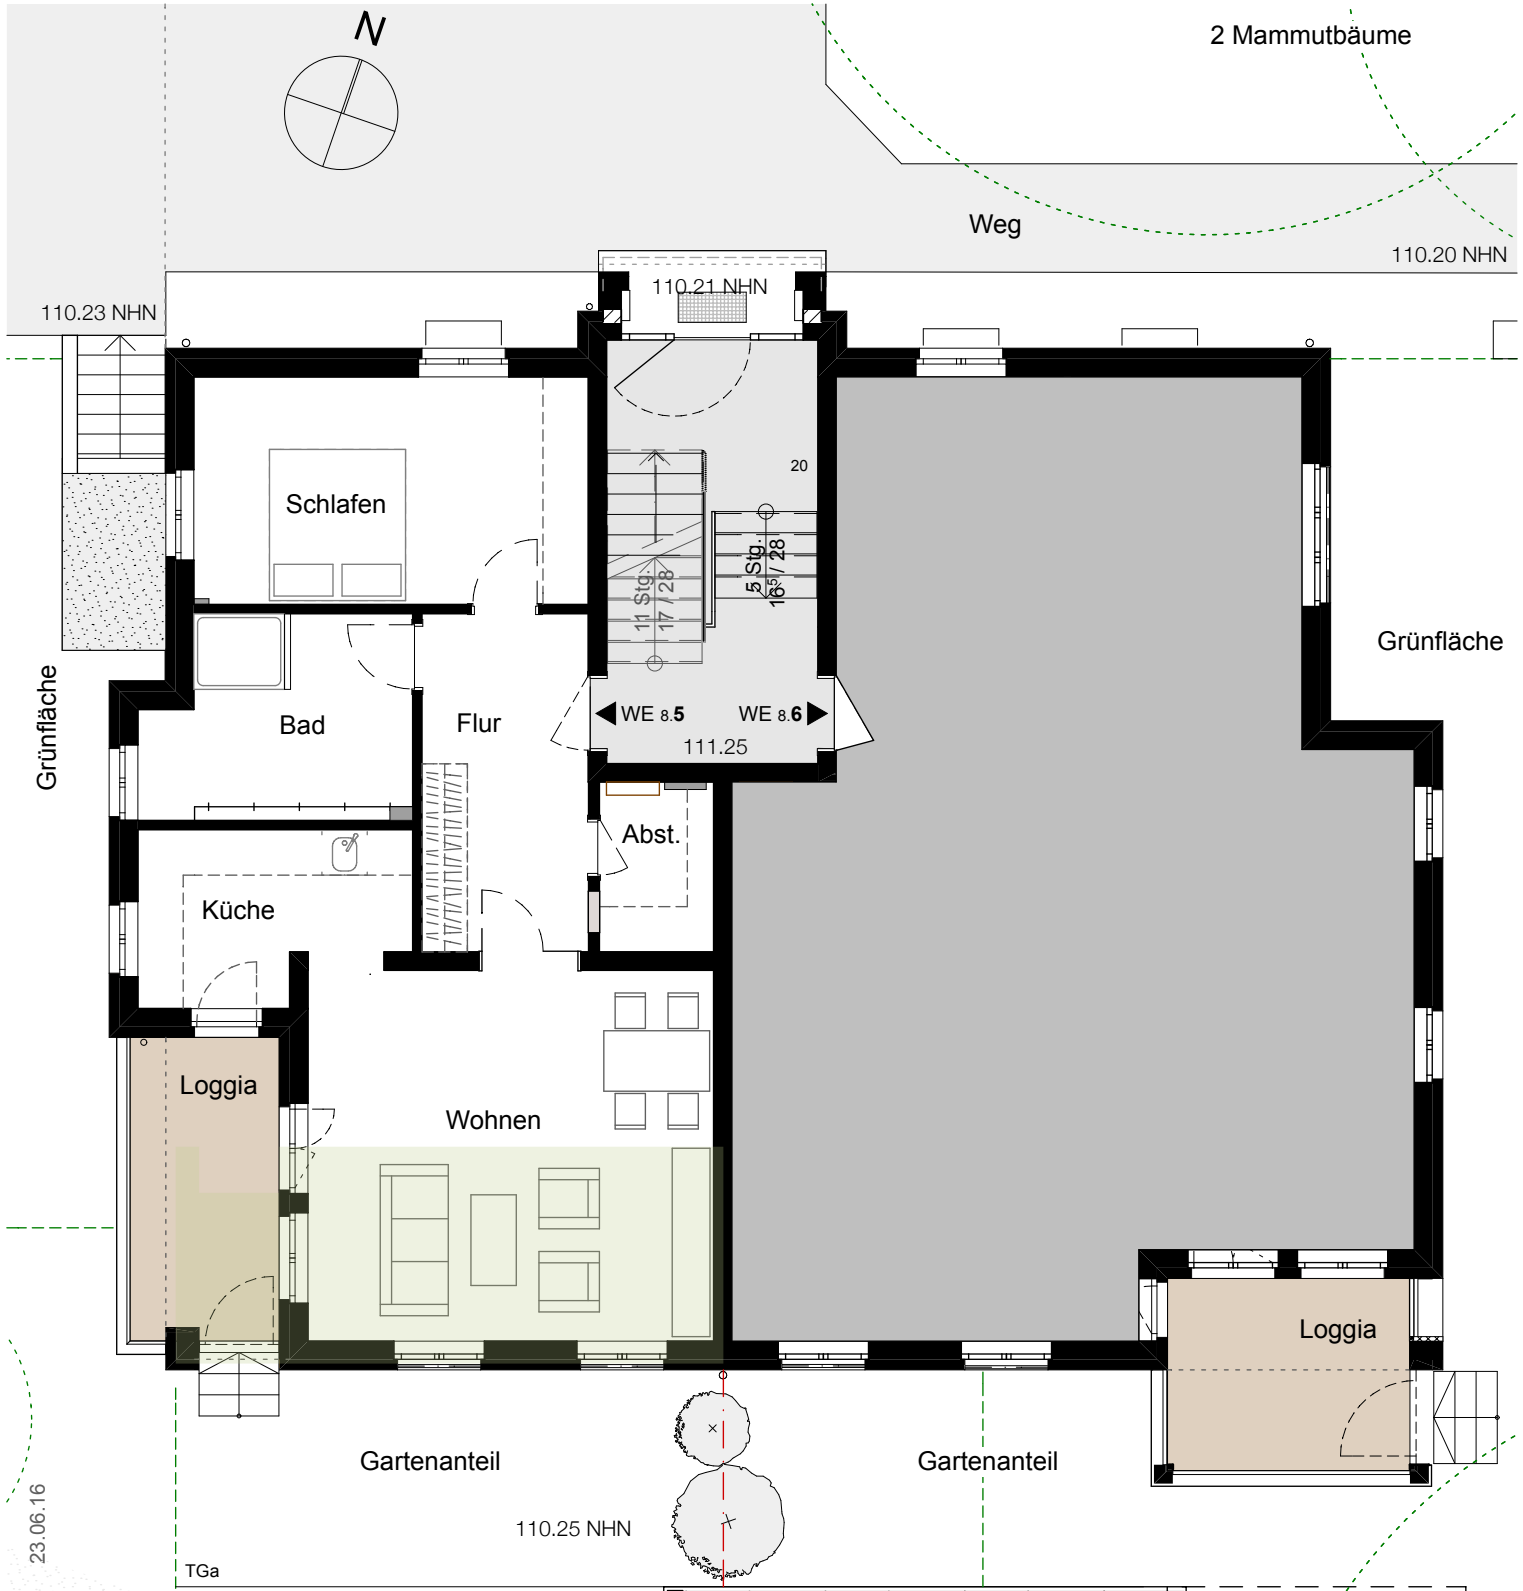 N
2 Mammutbäume
Weg
110.20 NHN
110.21 NHN
110.23 NHN
20
Schlafen
5 Stg.
16⁵ / 28
11 Stg.
17 / 28
Grünfläche
Grünfläche
Bad
Flur
WE 8.5
WE 8.6
111.25
Abst.
Küche
Loggia
Wohnen
Loggia
Gartenanteil
Gartenanteil
110.25 NHN
23.06.16
TGa